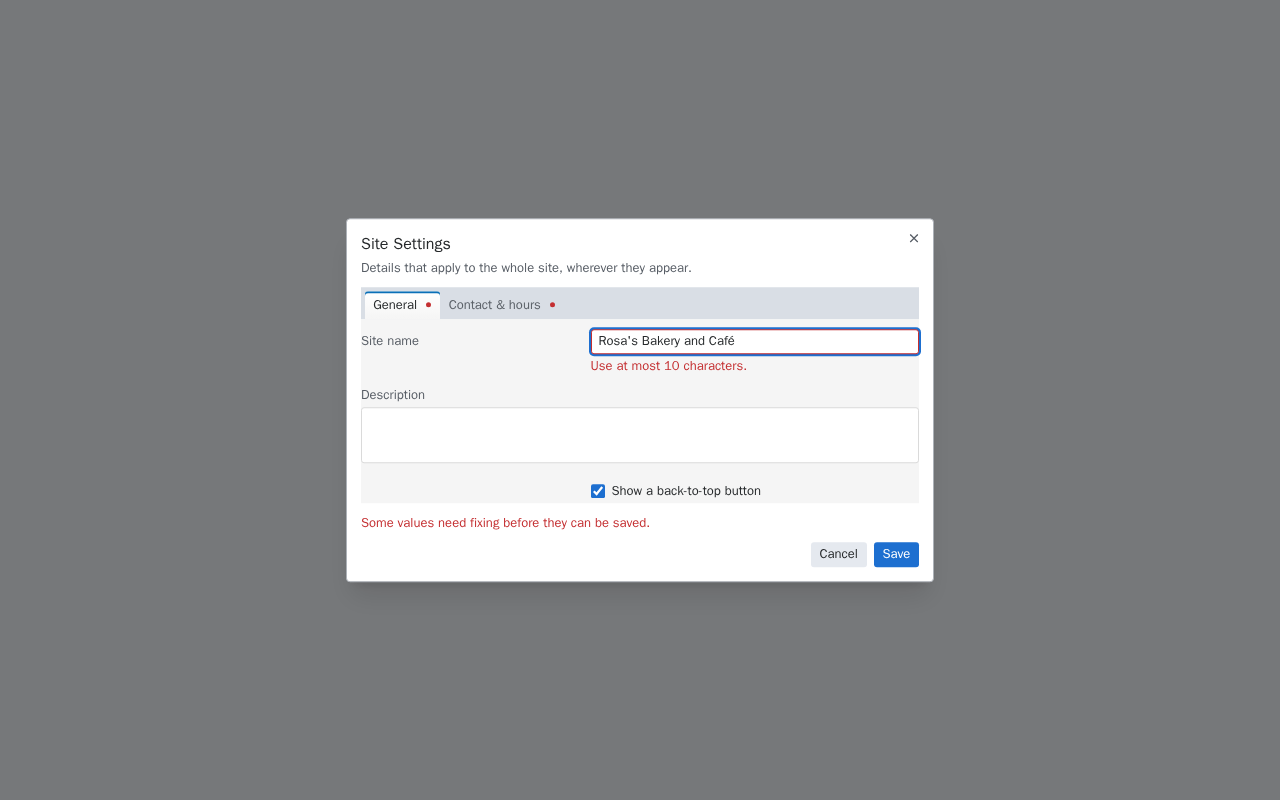 Site Settings
Details that apply to the whole site, wherever they appear.
General
Contact & hours
Site name
Rosa's Bakery and Café
Use at most 10 characters.
Description
Show a back-to-top button
Some values need fixing before they can be saved.
Cancel
Save